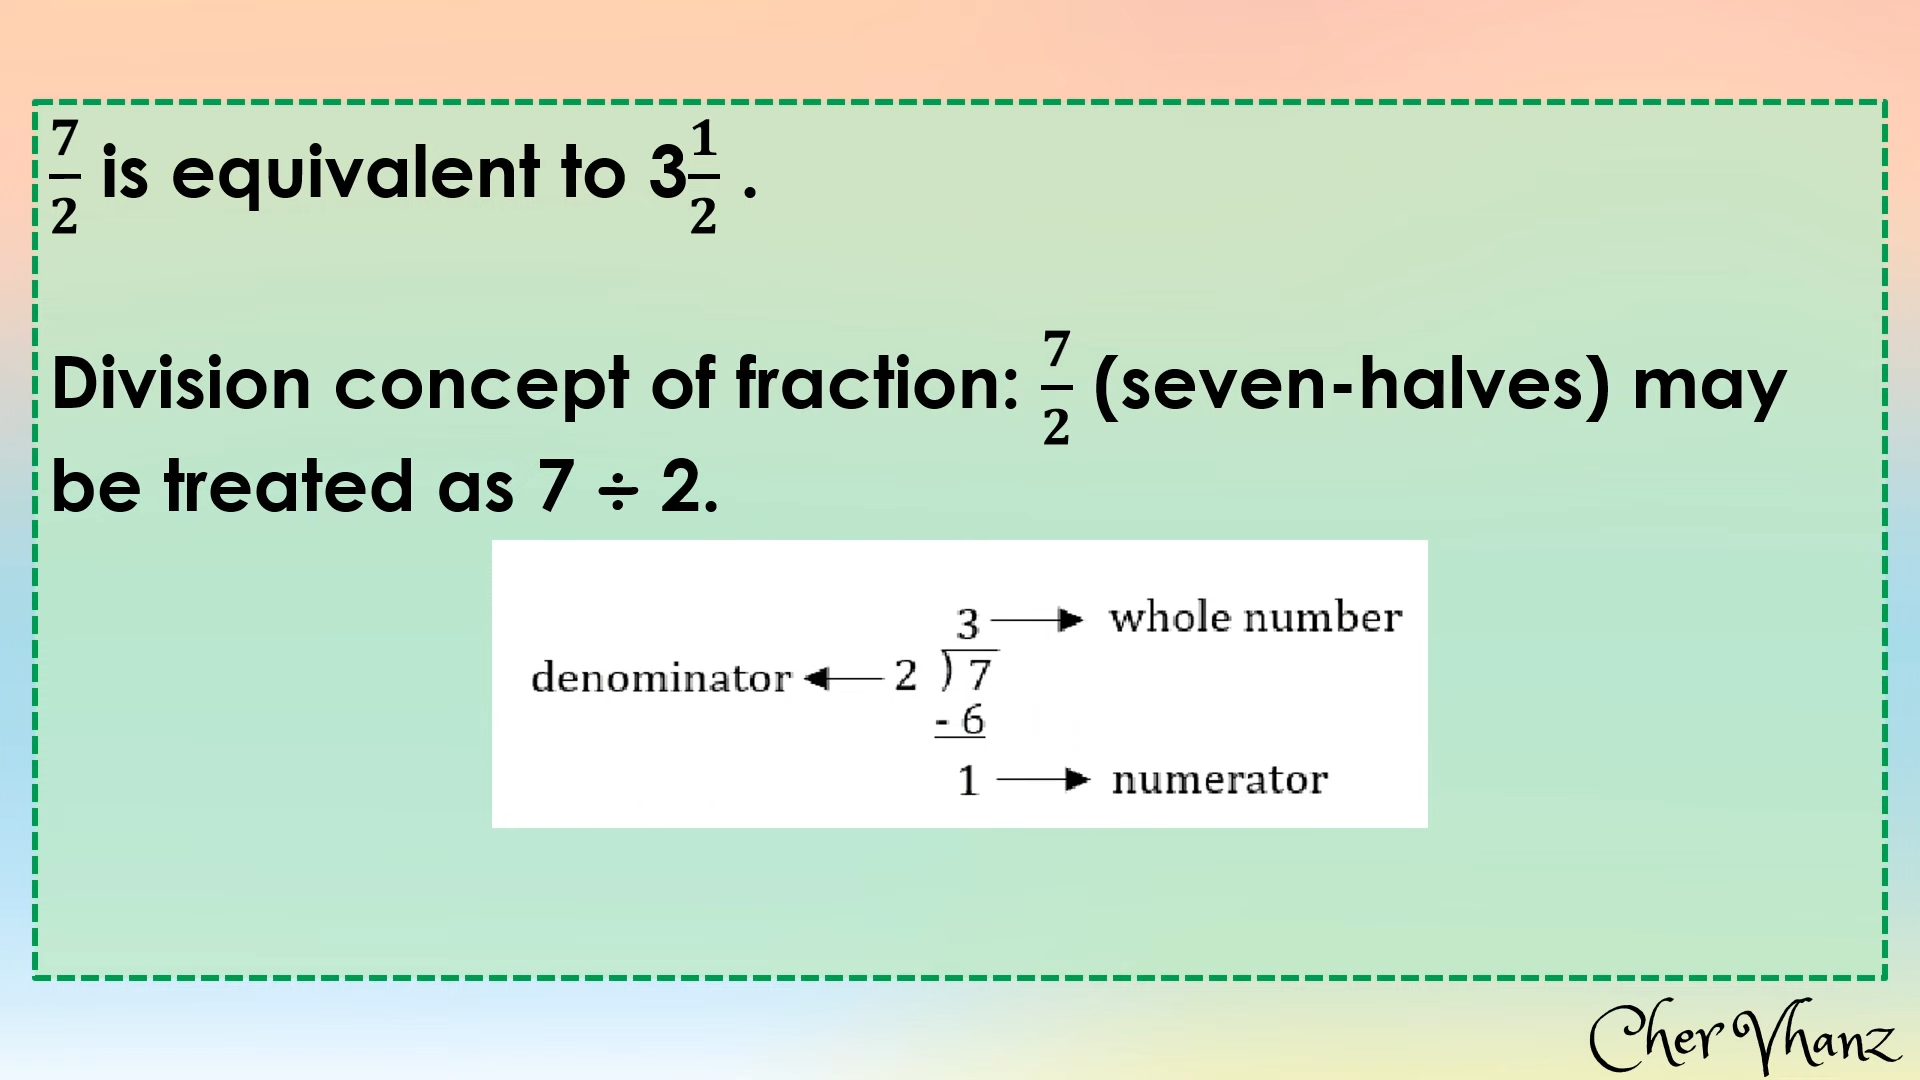 7/2 is equivalent to 3 1/2 .
Division concept of fraction: 7/2 (seven-halves) may
be treated as 7 ÷ 2.
3 → whole number
denominator ← 2 ) 7
- 6
1 → numerator
Cher Vhanz